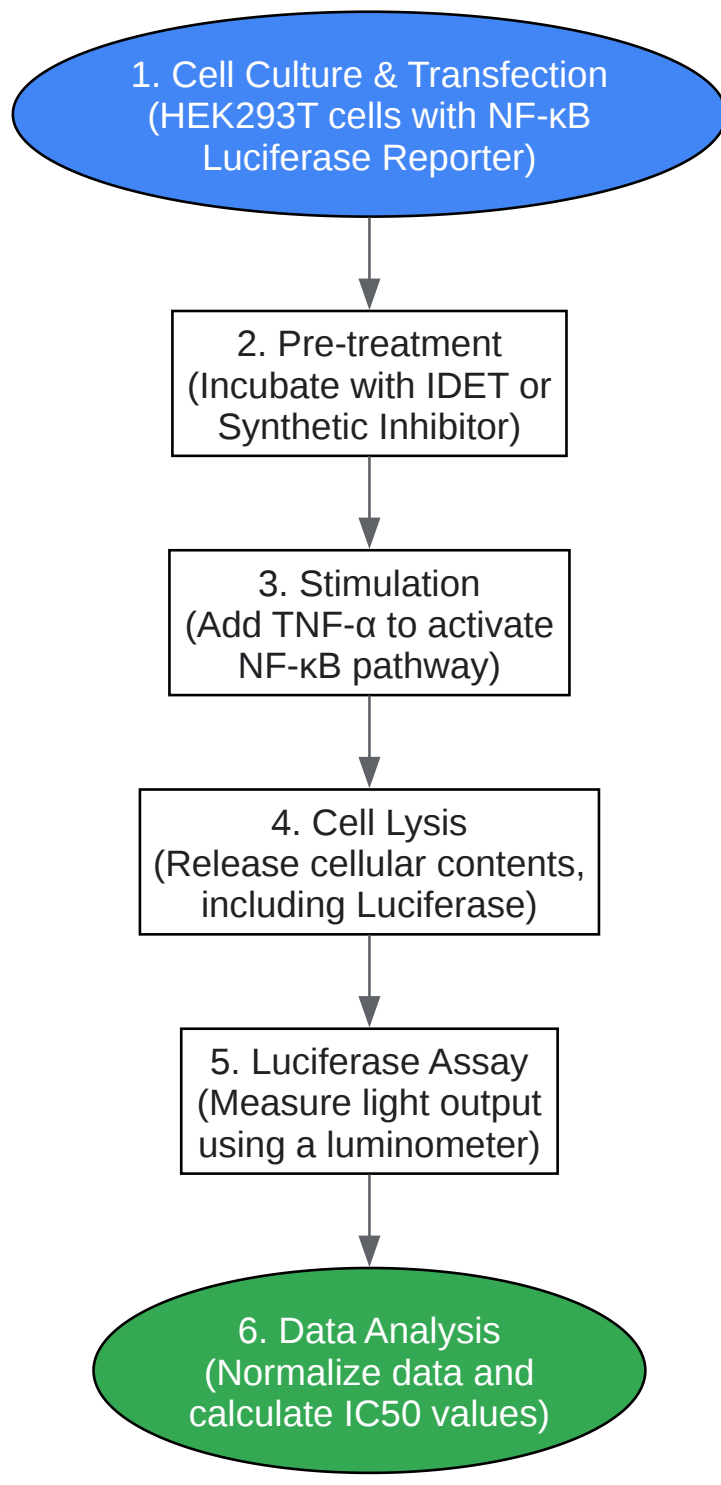 1. Cell Culture & Transfection
(HEK293T cells with NF-κB
Luciferase Reporter)
2. Pre-treatment
(Incubate with IDET or
Synthetic Inhibitor)
3. Stimulation
(Add TNF-α to activate
NF-κB pathway)
4. Cell Lysis
(Release cellular contents,
including Luciferase)
5. Luciferase Assay
(Measure light output
using a luminometer)
6. Data Analysis
(Normalize data and
calculate IC50 values)